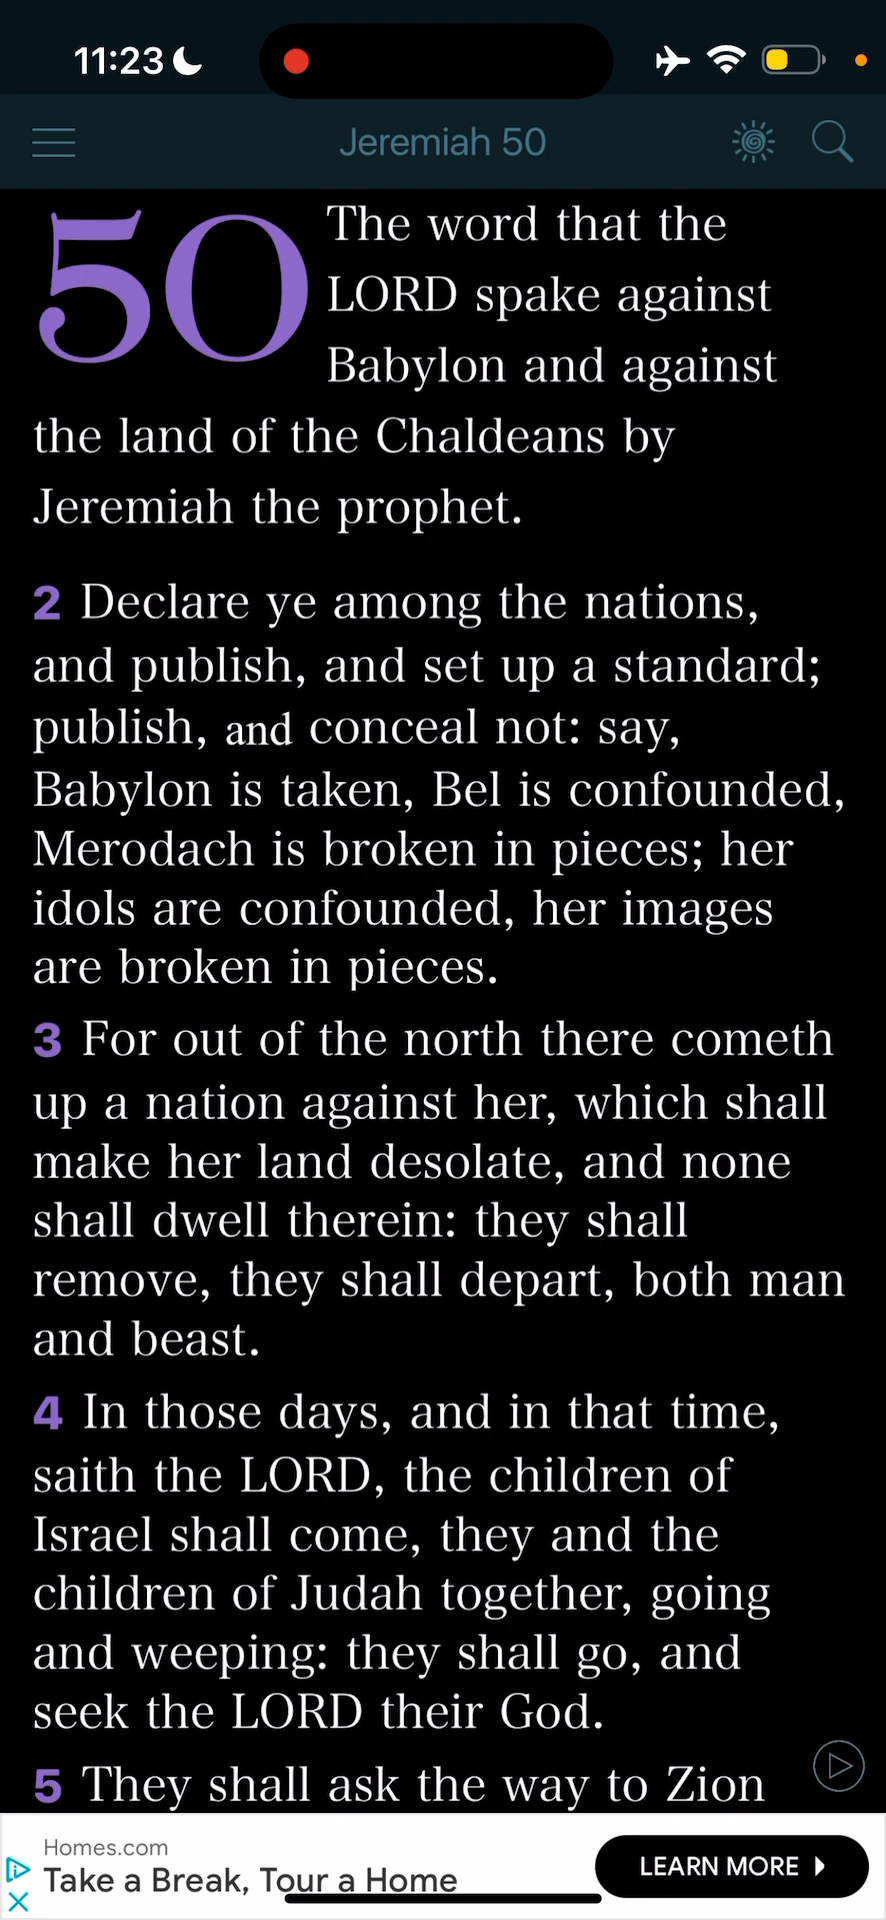 11:23
Jeremiah 50
50 The word that the
LORD spake against
Babylon and against
the land of the Chaldeans by
Jeremiah the prophet.
2 Declare ye among the nations,
and publish, and set up a standard;
publish, and conceal not: say,
Babylon is taken, Bel is confounded,
Merodach is broken in pieces; her
idols are confounded, her images
are broken in pieces.
3 For out of the north there cometh
up a nation against her, which shall
make her land desolate, and none
shall dwell therein: they shall
remove, they shall depart, both man
and beast.
4 In those days, and in that time,
saith the LORD, the children of
Israel shall come, they and the
children of Judah together, going
and weeping: they shall go, and
seek the LORD their God.
5 They shall ask the way to Zion
Homes.com
Take a Break, Tour a Home
LEARN MORE